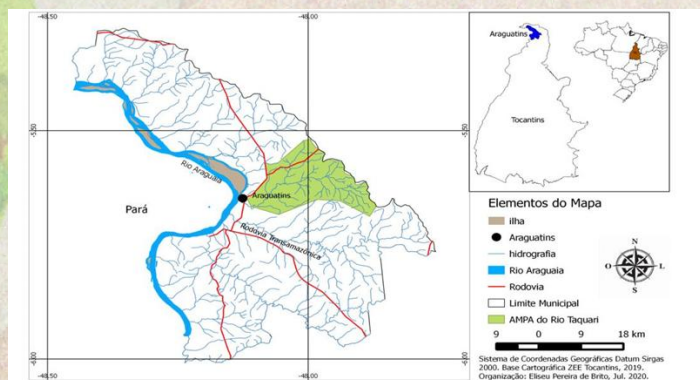 -48,50
-48,00
-5,50
-5,50
Rio Araguaia
Araguatins
Pará
Rodovia Transamazônica
-6,00
-6,00
-48,50
-48,00
Araguatins
Tocantins
Elementos do Mapa
ilha
Araguatins
hidrografia
Rio Araguaia
Rodovia
Limite Municipal
AMPA do Rio Taquari
N
O
L
S
9 0 9 18 km
Sistema de Coordenadas Geográficas Datum Sirgas
2000. Base Cartográfica ZEE Tocantins, 2019.
Organização: Eliseu Pereira de Brito, Jul. 2020.